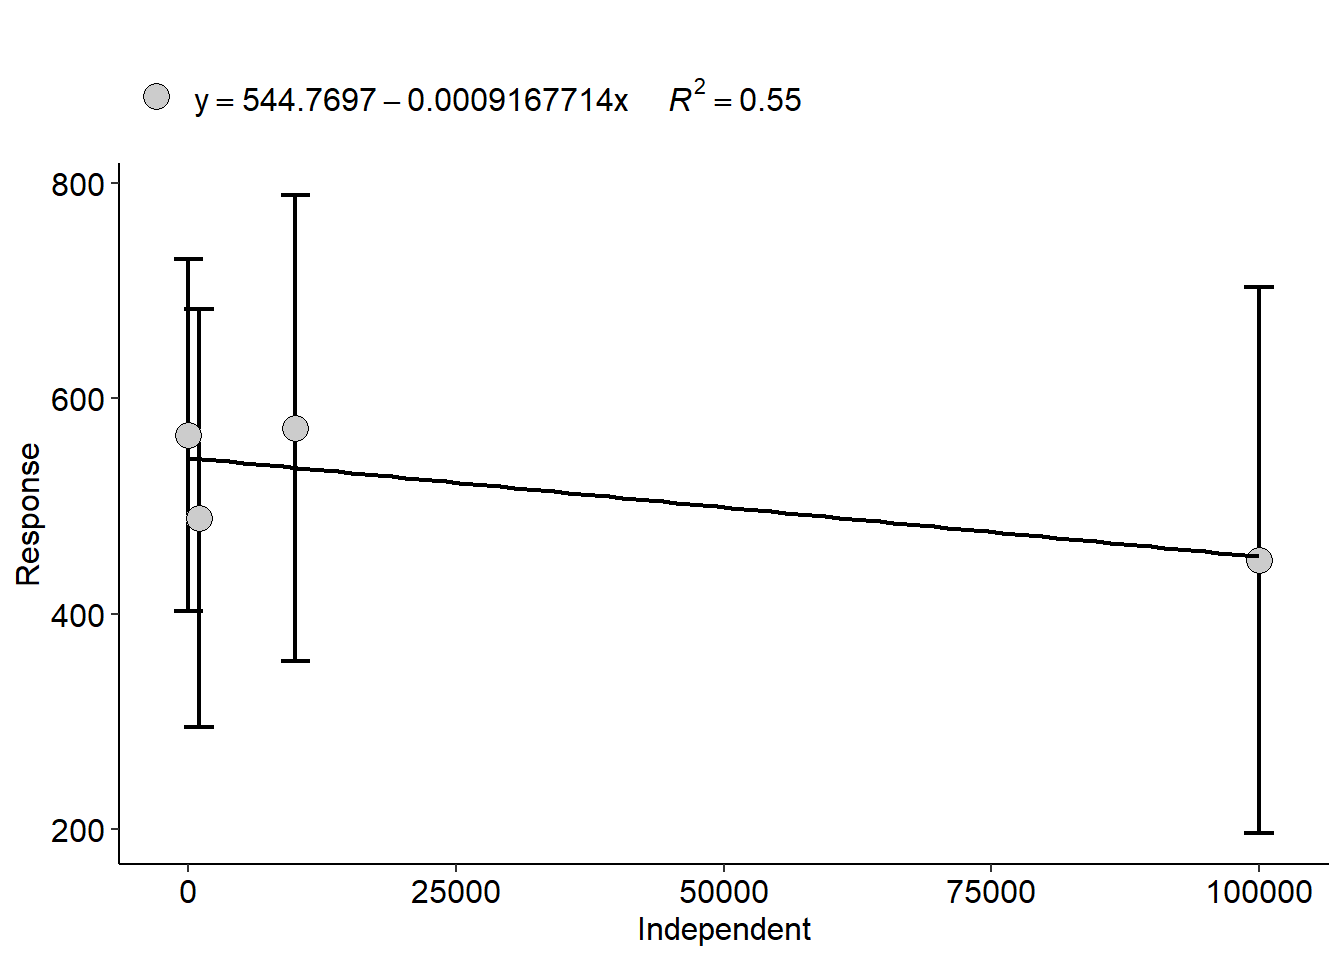 y = 544.7697 – 0.0009167714x R² = 0.55
800
600
400
200
Response
0 25000 50000 75000 100000
Independent